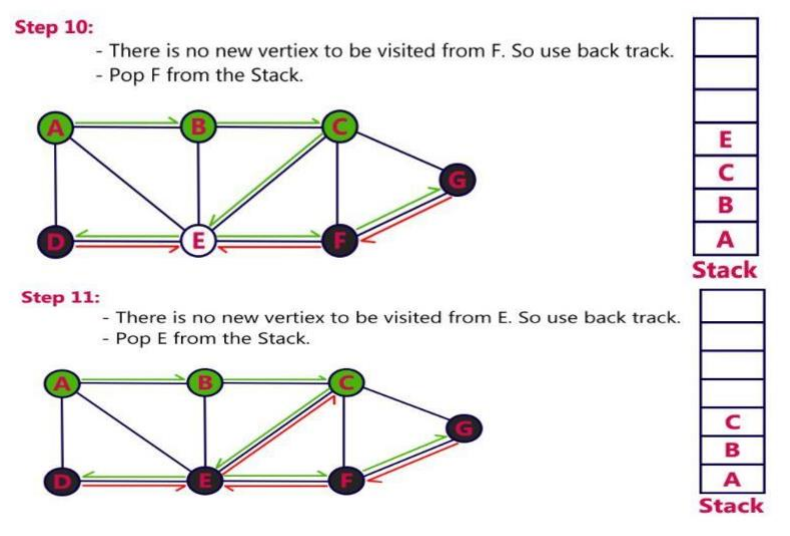 Step 10:
- There is no new vertiex to be visited from F. So use back track.
- Pop F from the Stack.
A B C
G
D E F
E
C
B
A
Stack
Step 11:
- There is no new vertiex to be visited from E. So use back track.
- Pop E from the Stack.
A B C
G
D E F
C
B
A
Stack